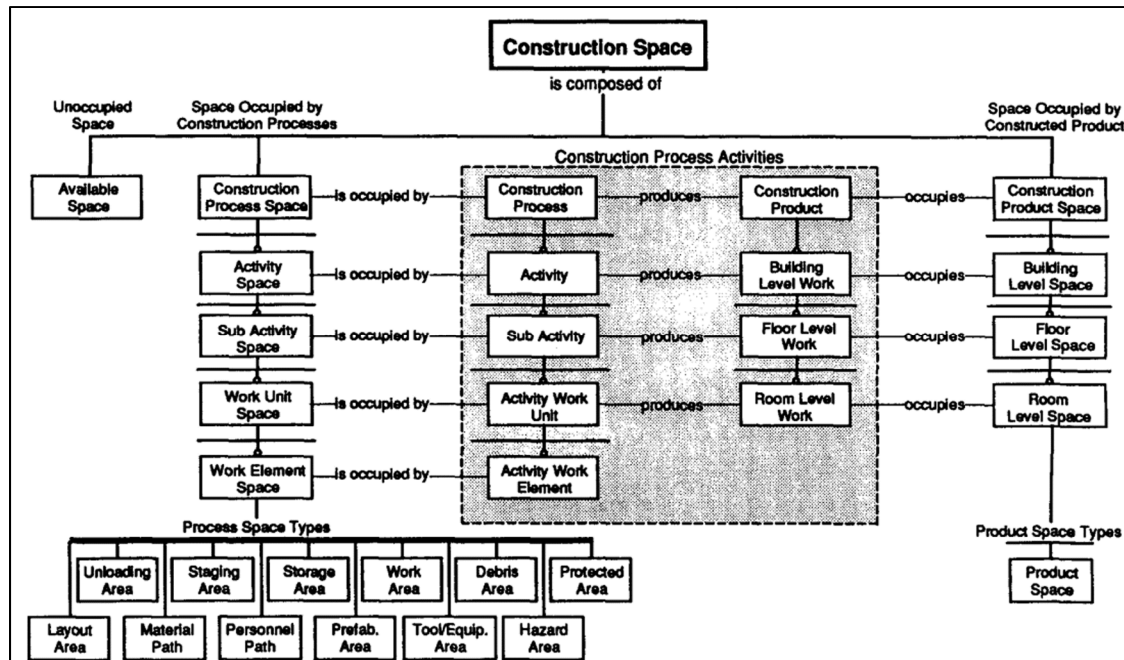 Construction Space
is composed of
Unoccupied
Space
Space Occupied by
Construction Processes
Space Occupied by
Constructed Product
Construction Process Activities
Available
Space
Construction
Process Space
is occupied by
Construction
Process
produces
Construction
Product
occupies
Construction
Product Space
Activity
Space
is occupied by
Activity
produces
Building
Level Work
occupies
Building
Level Space
Sub Activity
Space
is occupied by
Sub Activity
produces
Floor Level
Work
occupies
Floor
Level Space
Work Unit
Space
is occupied by
Activity Work
Unit
produces
Room Level
Work
occupies
Room
Level Space
Work Element
Space
is occupied by
Activity Work
Element
Process Space Types
Product Space Types
Unloading
Area
Staging
Area
Storage
Area
Work
Area
Debris
Area
Protected
Area
Product
Space
Layout
Area
Material
Path
Personnel
Path
Prefab.
Area
Tool/Equip.
Area
Hazard
Area